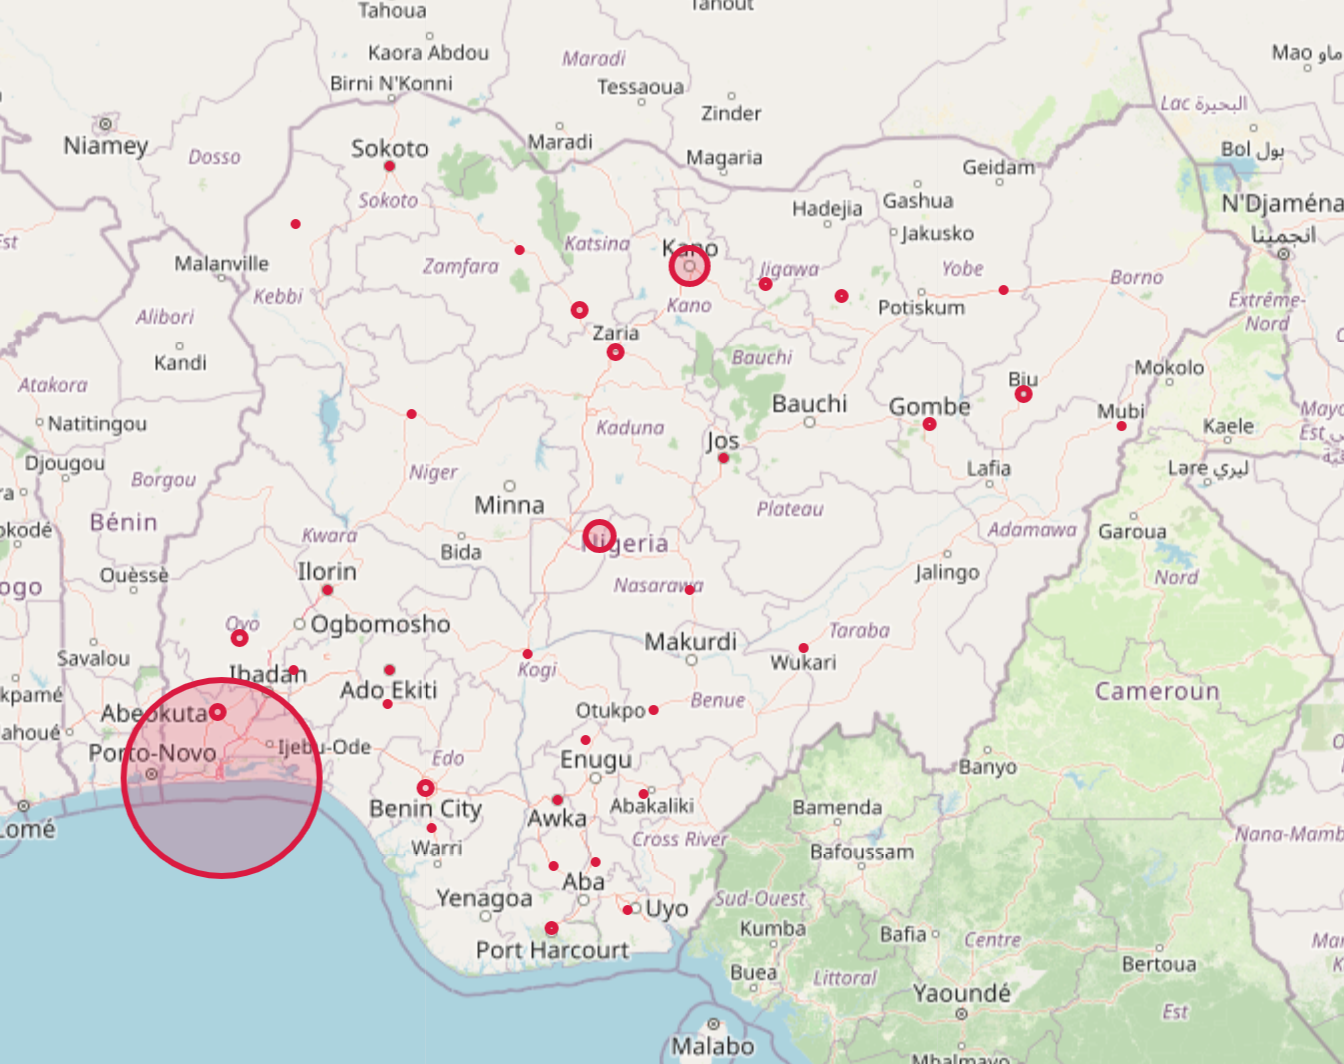 Tahoua
Tanout
Kaora Abdou
Maradi
Mao ماو
Birni N'Konni
Tessaoua
Zinder
Lac البحيرة
Niamey
Dosso
Sokoto
Maradi
Magaria
Geidam
Bol بول
Sokoto
Hadejia
Gashua
N'Djaména
انجمينا
Est
Malanville
Zamfara
Katsina
Kano
Jakusko
Jigawa
Yobe
Borno
Kebbi
Alibori
Kano
Potiskum
Extrême-
Nord
Zaria
Kandi
Bauchi
Mokolo
Atakora
Biu
Natitingou
Bauchi
Gombe
Mubi
Kaele
Kaduna
Jos
Djougou
Borgou
Niger
Lafia
Lere ليري
Minna
Plateau
Bénin
Kwara
Bida
Nigeria
Adamawa
Garoua
Ouèssè
Ilorin
Nasarawa
Jalingo
Nord
Oyo
Ogbomosho
Makurdi
Taraba
Savalou
Ibadan
Kogi
Wukari
Ado Ekiti
Cameroun
Abeokuta
Otukpo
Benue
Porto-Novo
Ijebu-Ode
Edo
Enugu
Banyo
Lomé
Benin City
Awka
Abakaliki
Bamenda
Warri
Cross River
Bafoussam
Nana-Mamb
Aba
Yenagoa
Uyo
Sud-Ouest
Kumba
Bafia
Centre
Port Harcourt
Buea
Littoral
Bertoua
Yaoundé
Est
Malabo
Mbalmayo